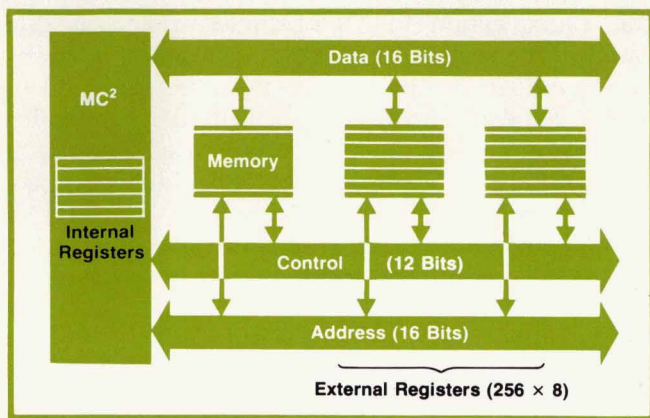 Data (16 Bits)
MC²
Memory
Internal
Registers
Control (12 Bits)
Address (16 Bits)
External Registers (256 × 8)